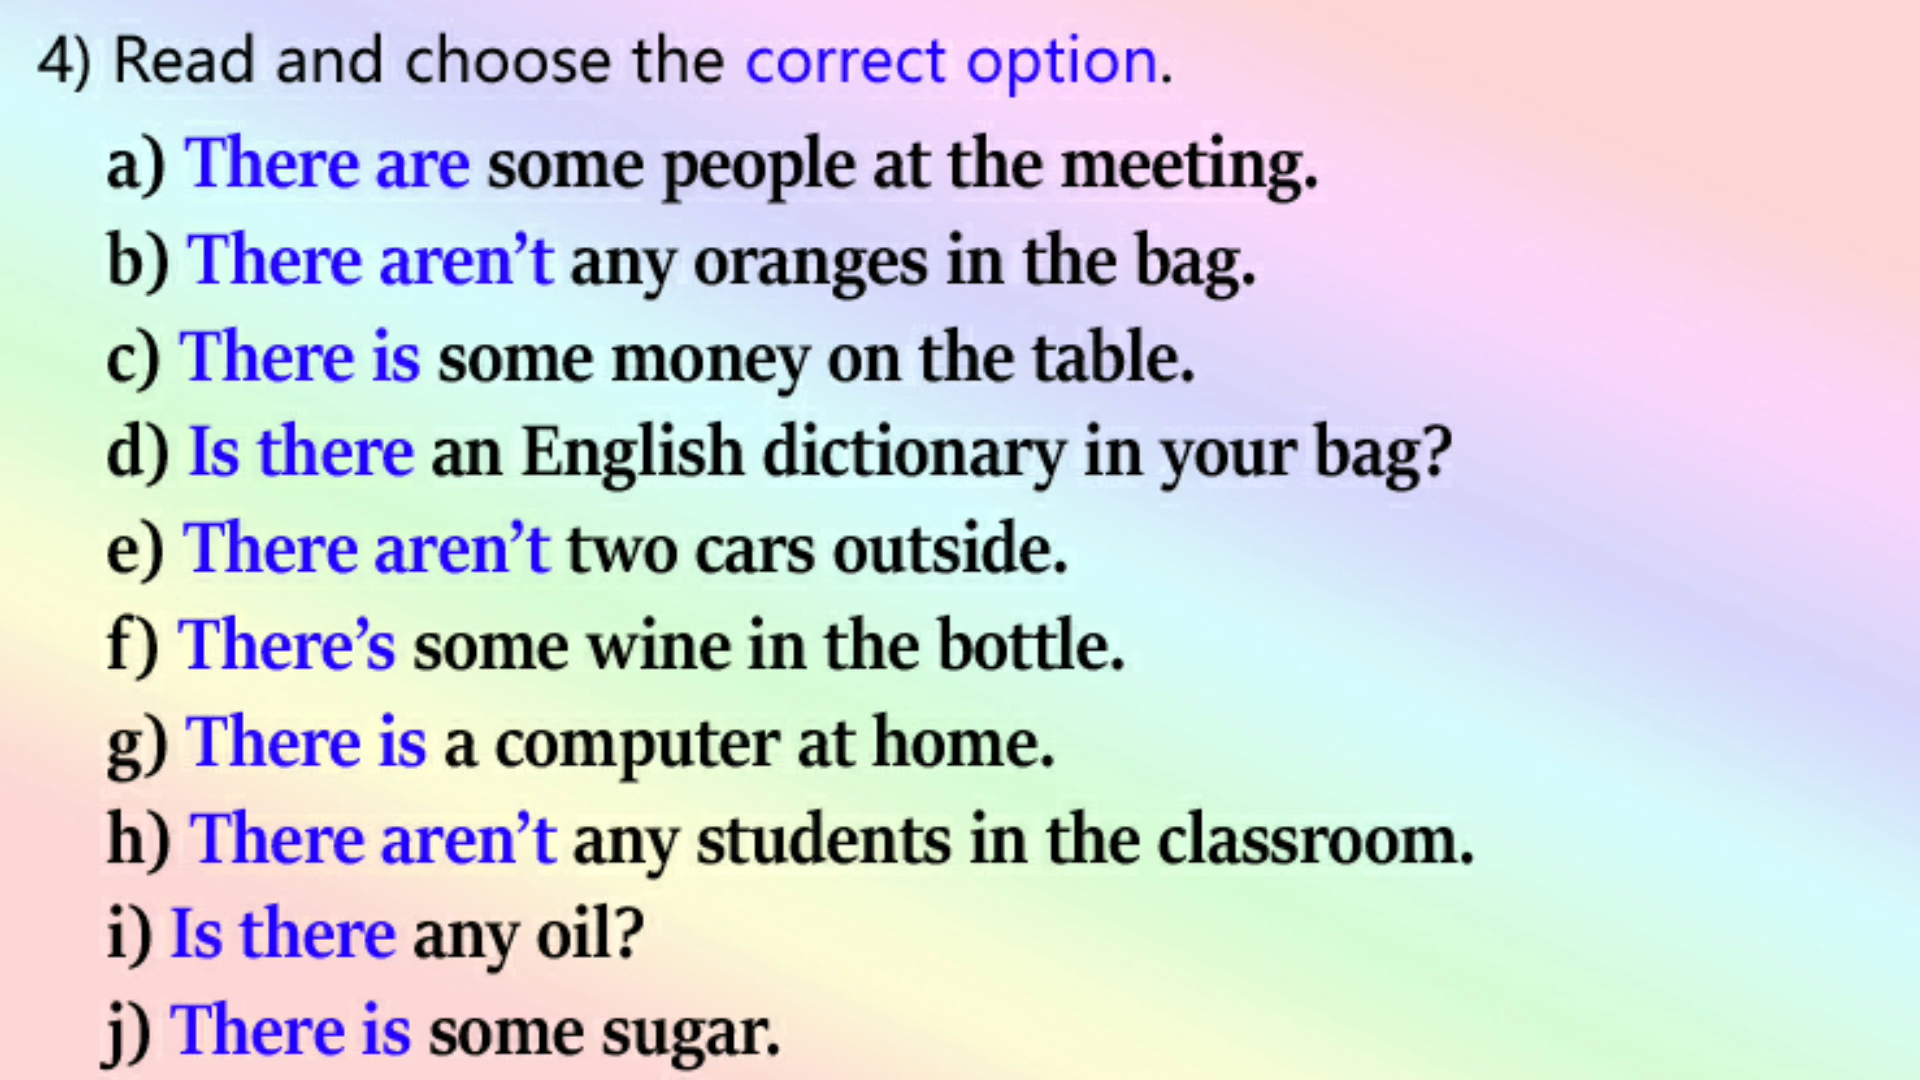 4) Read and choose the correct option.
a) There are some people at the meeting.
b) There aren’t any oranges in the bag.
c) There is some money on the table.
d) Is there an English dictionary in your bag?
e) There aren’t two cars outside.
f) There’s some wine in the bottle.
g) There is a computer at home.
h) There aren’t any students in the classroom.
i) Is there any oil?
j) There is some sugar.